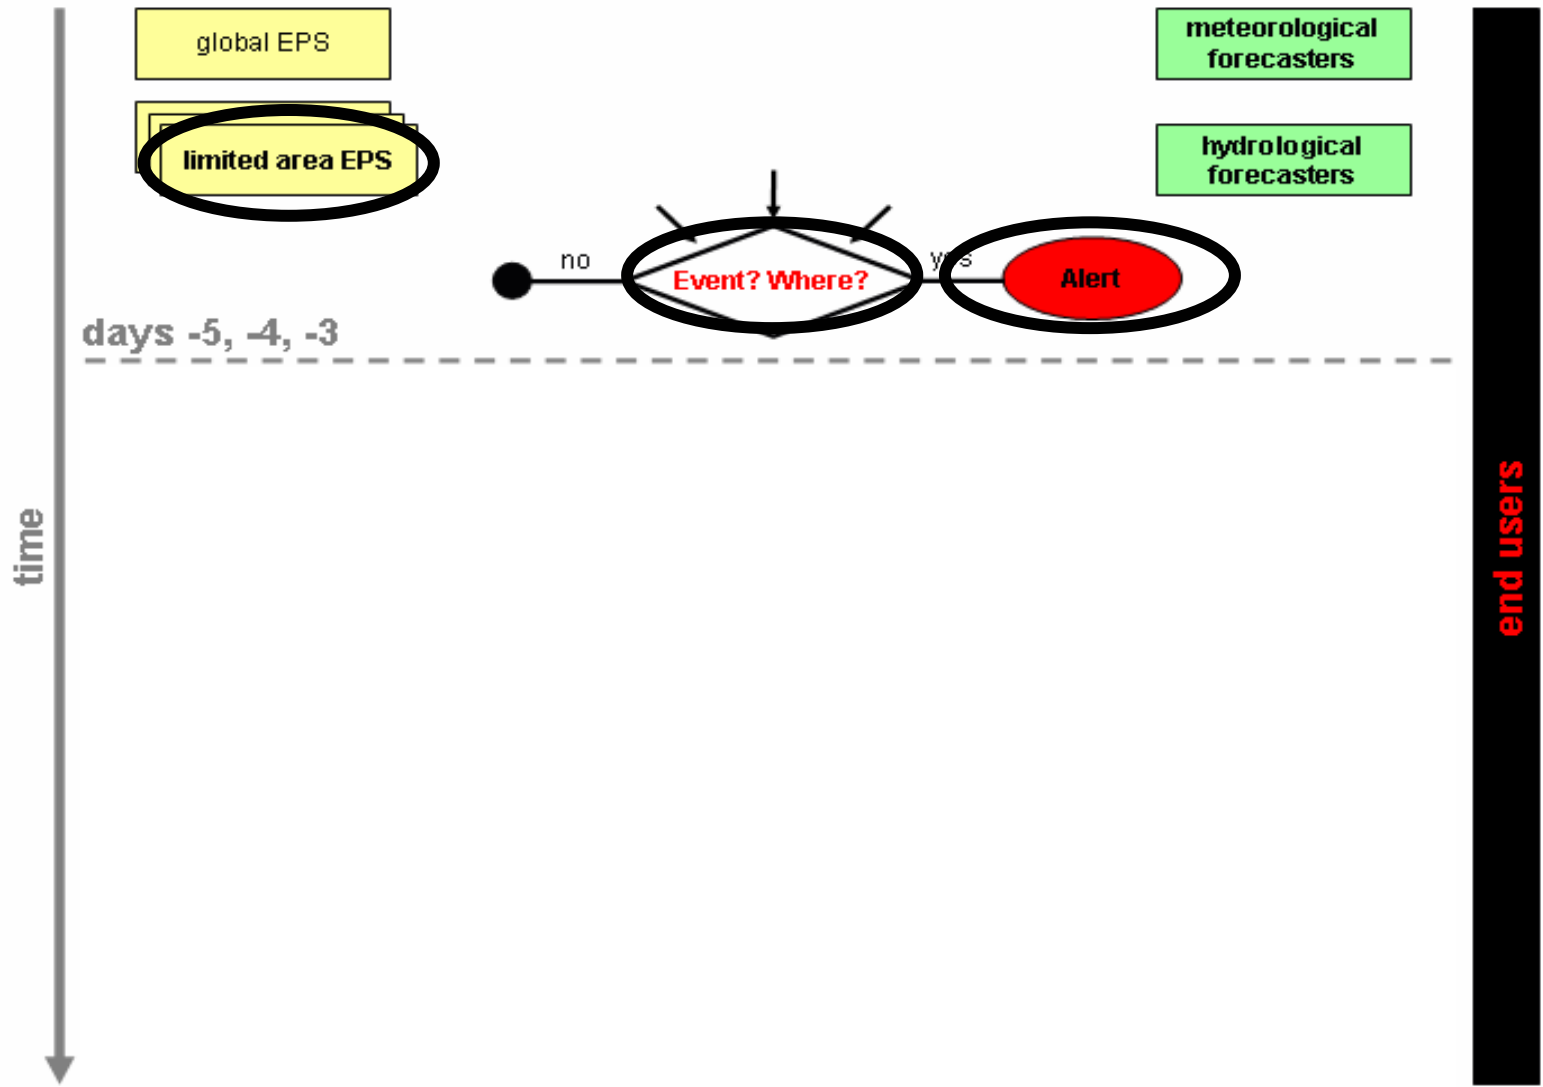 global EPS
meteorological
forecasters
limited area EPS
hydrological
forecasters
no
Event? Where?
yes
Alert
days -5, -4, -3
time
end users